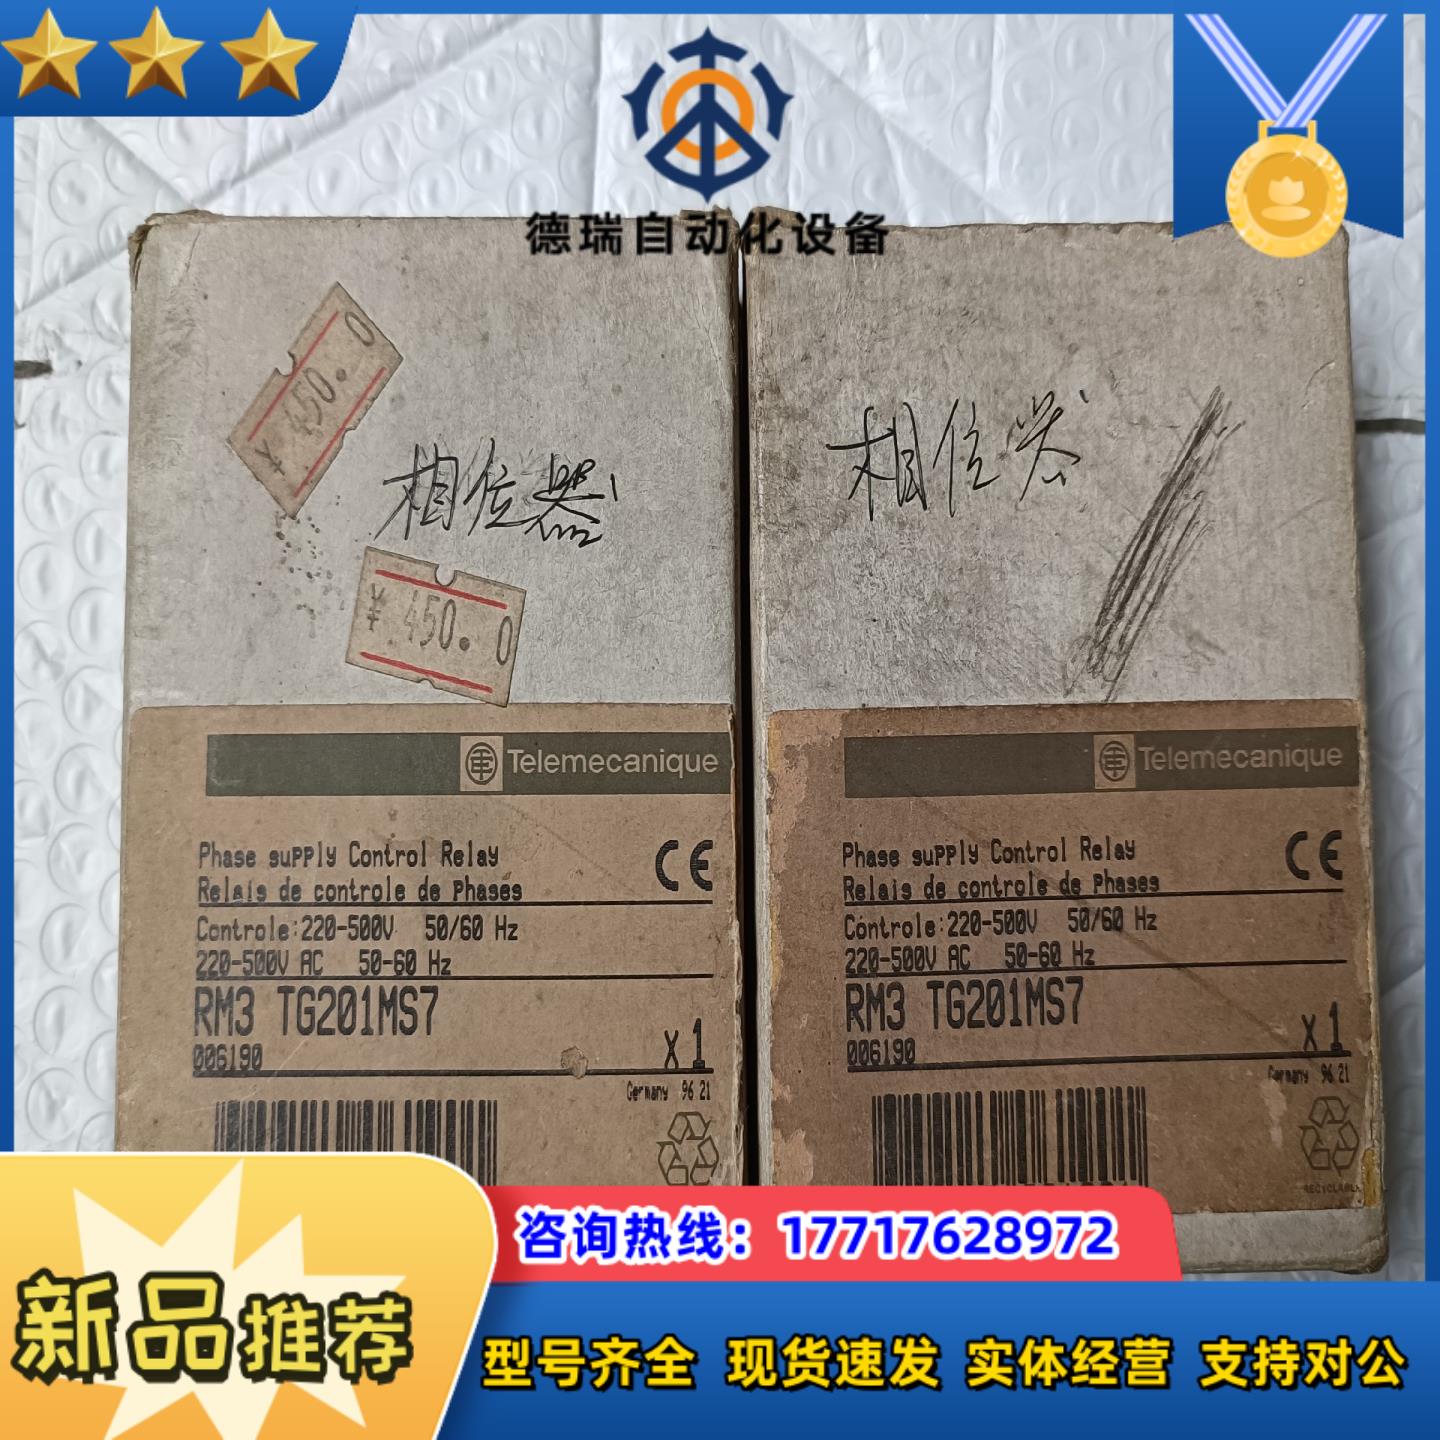 德瑞自动化设备
¥ 450.0
相位器
¥ 450.0
Telemecanique
Phase supply Control Relay
Relais de controle de Phases
CE
Controle:220-500V 50/60 Hz
220-500V AC 50-60 Hz
RM3 TG201MS7
006190
x 1
Germany 96 21
相位器
Telemecanique
Phase supply Control Relay
Relais de controle de Phases
CE
Controle:220-500V 50/60 Hz
220-500V AC 50-60 Hz
RM3 TG201MS7
006190
x 1
Germany 96 21
RECYCLABLE
咨询热线：17717628972
新品推荐
型号齐全 现货速发 实体经营 支持对公